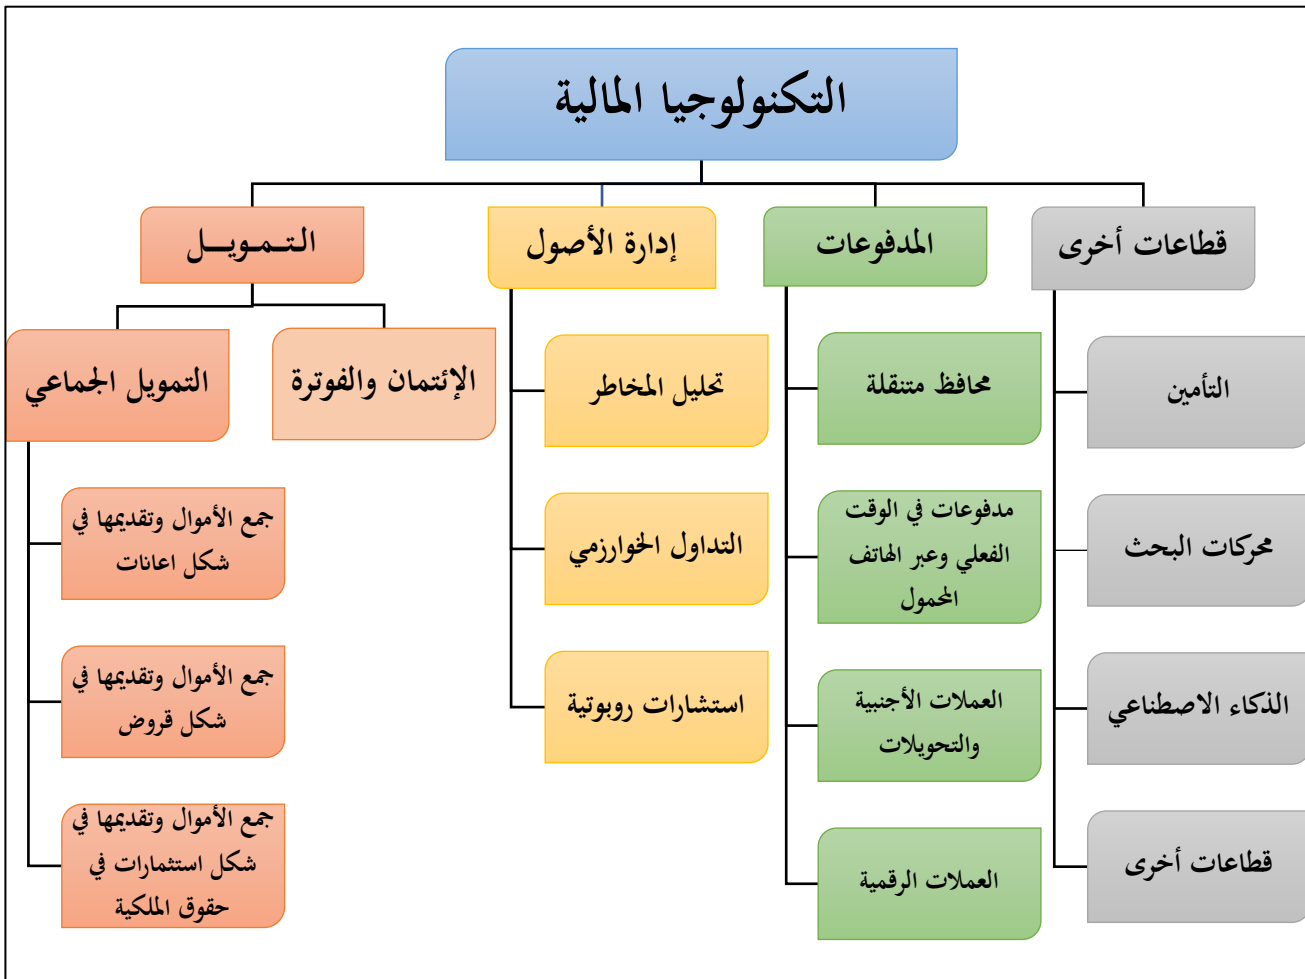 التكنولوجيا المالية
قطاعات أخرى
المدفوعات
إدارة الأصول
التـمـويــل
التأمين
محركات البحث
الذكاء الاصطناعي
قطاعات أخرى
محافظ متنقلة
مدفوعات في الوقت
الفعلي وعبر الهاتف
المحمول
العملات الأجنبية
والتحويلات
العملات الرقمية
تحليل المخاطر
التداول الخوارزمي
استشارات روبوتية
الإئتمان والفوترة
التمويل الجماعي
جمع الأموال وتقديمها في
شكل اعانات
جمع الأموال وتقديمها في
شكل قروض
جمع الأموال وتقديمها في
شكل استثمارات في
حقوق الملكية